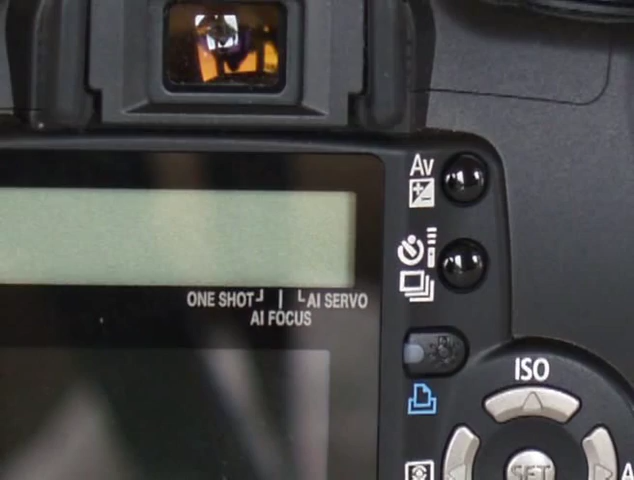 Av
ONE SHOT AI SERVO
AI FOCUS
ISO
SET
A